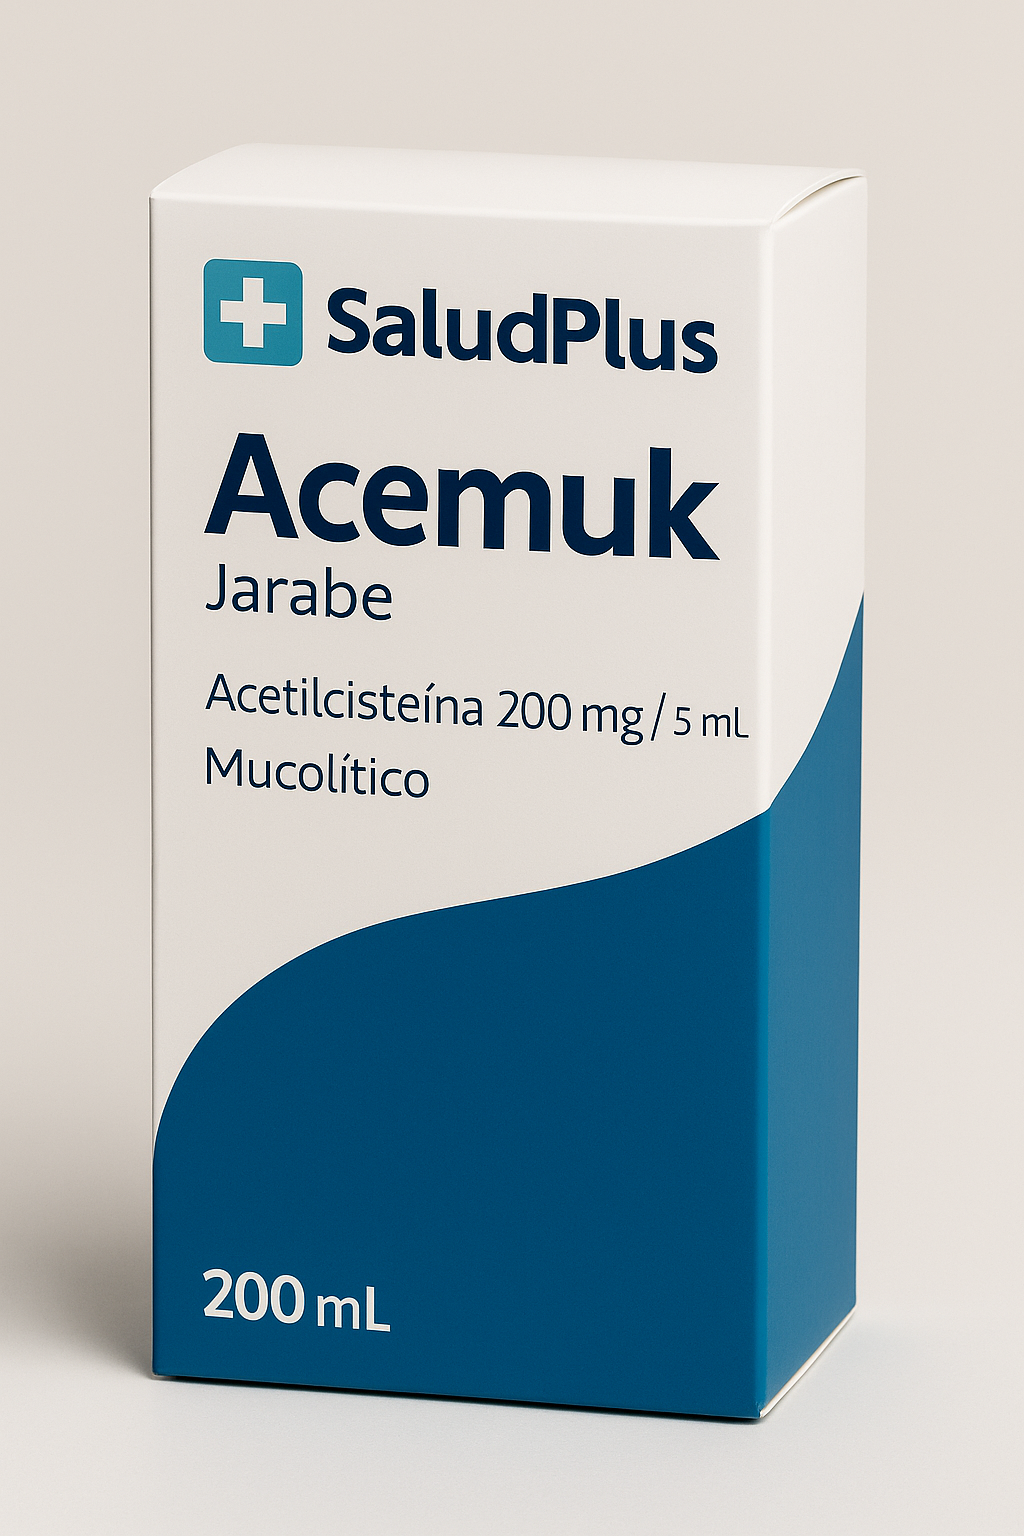 SaludPlus
Acemuk
Jarabe
Acetilcisteína 200 mg / 5 mL
Mucolítico
200 mL